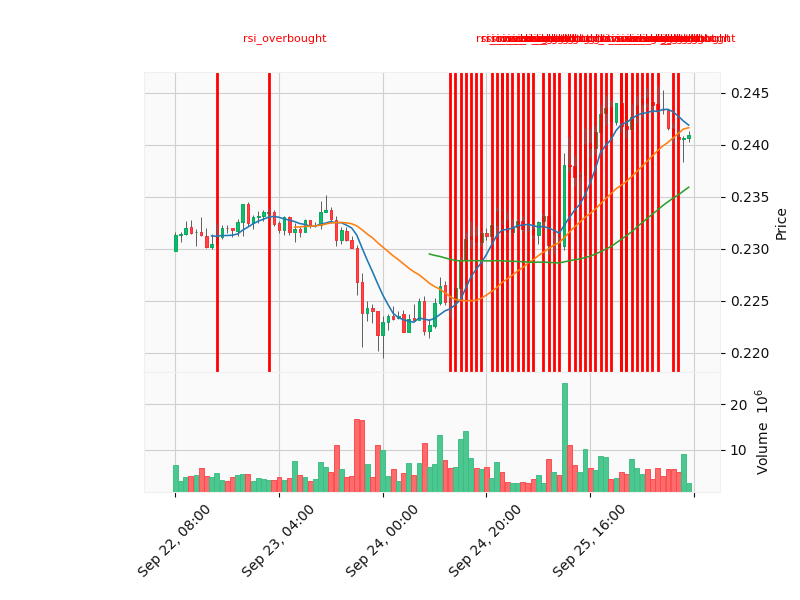 rsi_overbought
0.245
0.240
0.235
0.230
0.225
0.220
Price
20
10
Volume 10^6
Sep 22, 08:00
Sep 23, 04:00
Sep 24, 00:00
Sep 24, 20:00
Sep 25, 16:00